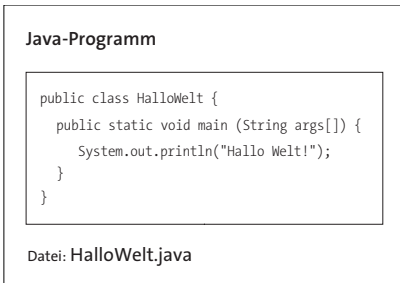 Java-Programm
public class HalloWelt {
public static void main (String args[]) {
System.out.println("Hallo Welt!");
}
}
Datei: HalloWelt.java